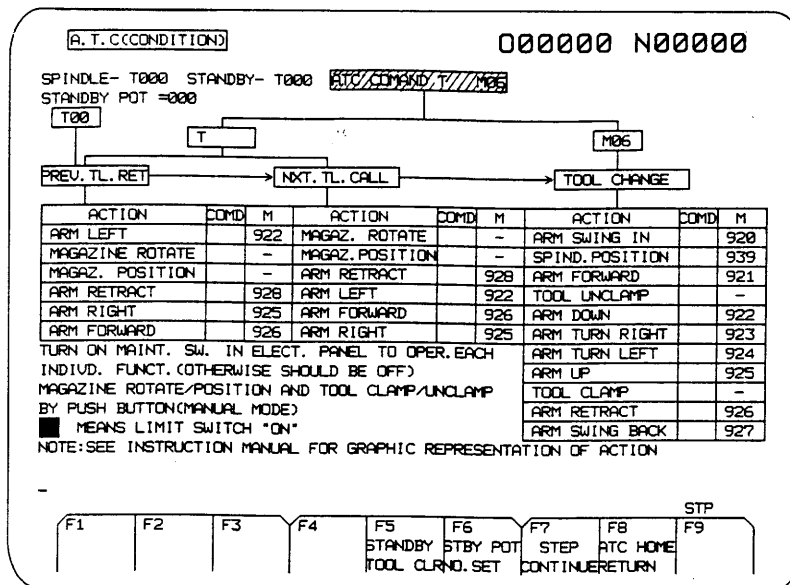 A.T.C(CONDITION) O00000 N00000
SPINDLE- T000 STANDBY- T000 ATC COMAND T M06
STANDBY POT =000
T00 T M06
PREV.TL.RET NXT.TL.CALL TOOL CHANGE
ACTION COMD M ACTION COMD M ACTION COMD M
ARM LEFT 922 MAGAZ. ROTATE - ARM SWING IN 920
MAGAZINE ROTATE - MAGAZ.POSITION - SPIND.POSITION 939
MAGAZ. POSITION - ARM RETRACT 928 ARM FORWARD 921
ARM RETRACT 928 ARM LEFT 922 TOOL UNCLAMP -
ARM RIGHT 925 ARM FORWARD 926 ARM DOWN 922
ARM FORWARD 926 ARM RIGHT 925 ARM TURN RIGHT 923
TURN ON MAINT. SW. IN ELECT. PANEL TO OPER.EACH ARM TURN LEFT 924
INDIVD. FUNCT.(OTHERWISE SHOULD BE OFF) ARM UP 925
MAGAZINE ROTATE/POSITION AND TOOL CLAMP/UNCLAMP TOOL CLAMP -
BY PUSH BUTTON(MANUAL MODE) ARM RETRACT 926
MEANS LIMIT SWITCH "ON" ARM SWING BACK 927
NOTE:SEE INSTRUCTION MANUAL FOR GRAPHIC REPRESENTATION OF ACTION
STP
F1 F2 F3 F4 F5 F6 F7 F8 F9
STANDBY STBY POT STEP ATC HOME
TOOL CLR NO.SET CONTINUE RETURN